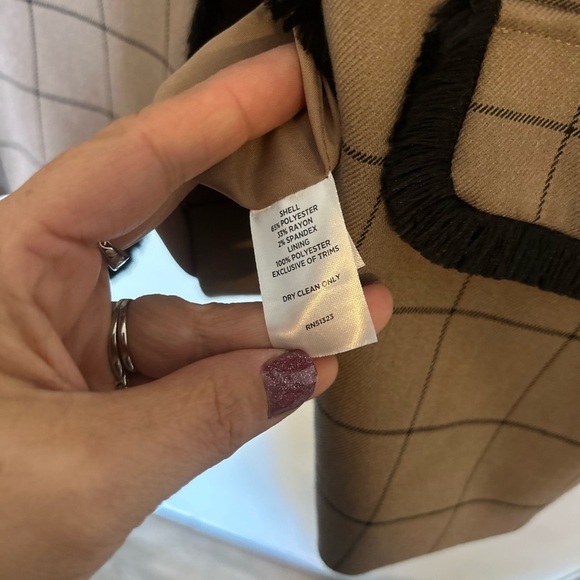 SHELL
65% POLYESTER
33% RAYON
2% SPANDEX
LINING
100% POLYESTER
EXCLUSIVE OF TRIMS
DRY CLEAN ONLY
RN51323